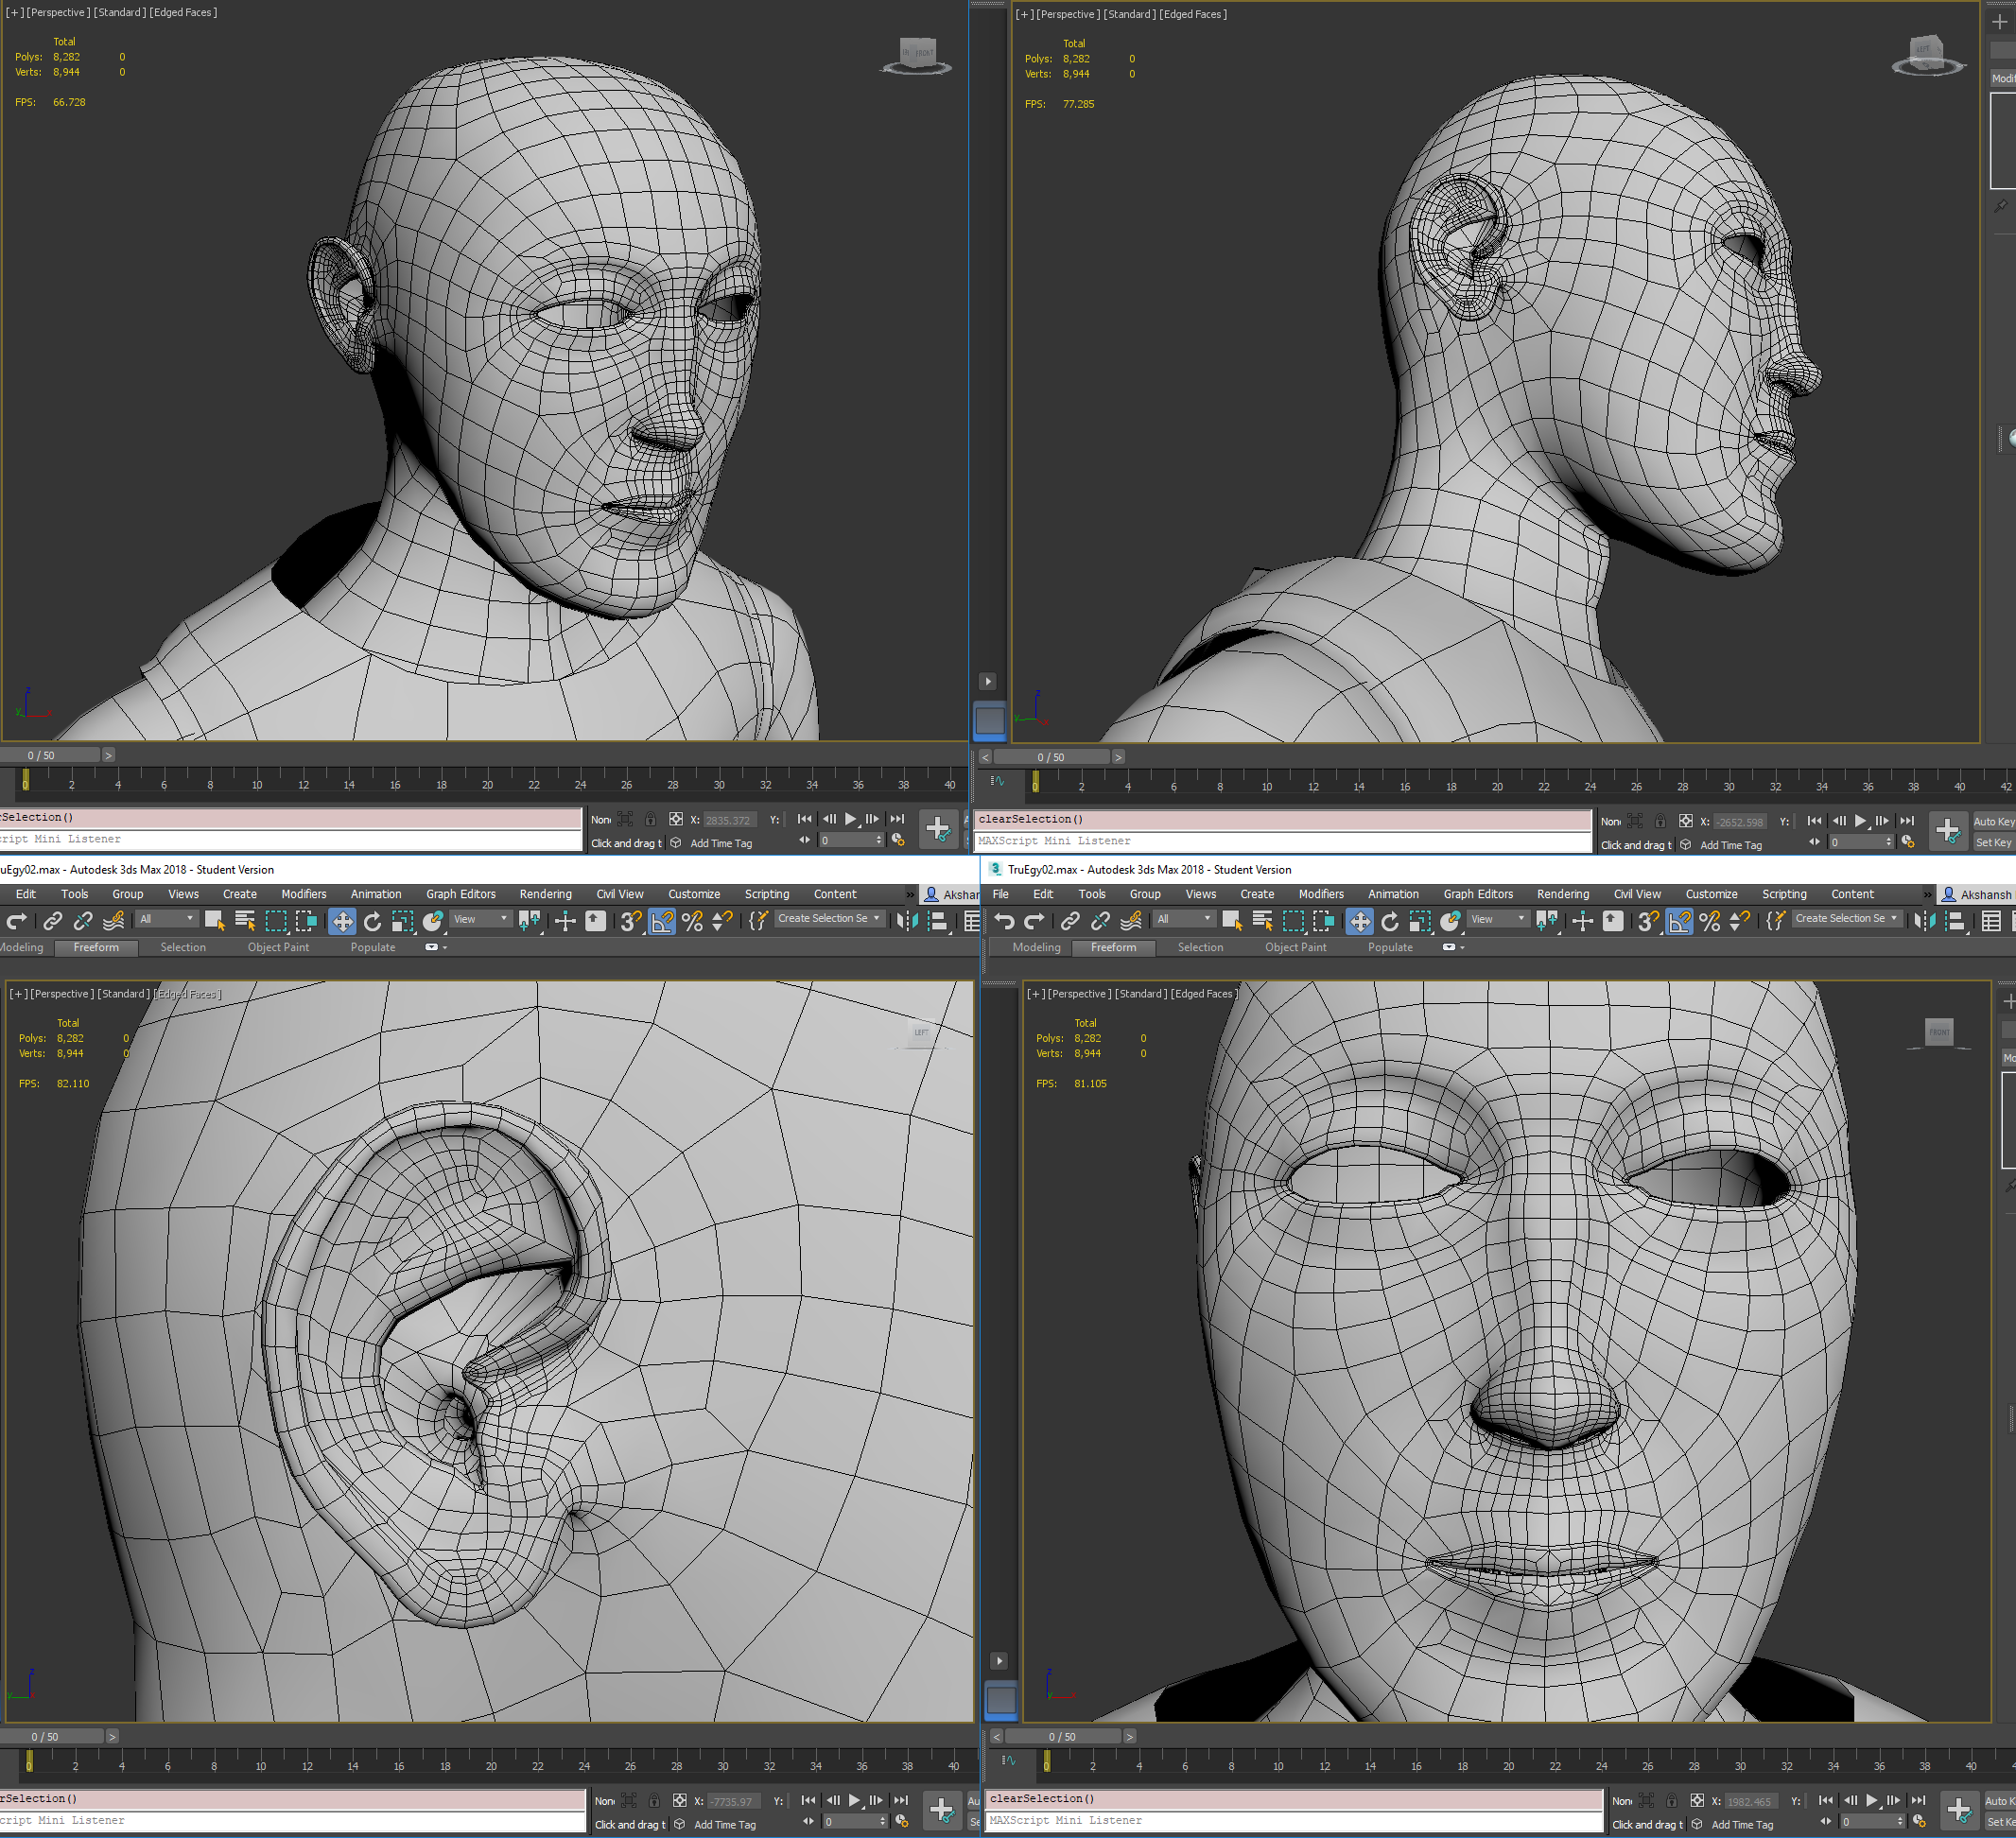 [+] [Perspective] [Standard] [Edged Faces]
Total
Polys: 8,282 0
Verts: 8,944 0
FPS: 66.728
FRONT
z
y x
0 / 50 >
0 2 4 6 8 10 12 14 16 18 20 22 24 26 28 30 32 34 36 38 40
rSelection()
ript Mini Listener
Non X: 2835.372 Y:
Click and drag t Add Time Tag
0
[+] [Perspective] [Standard] [Edged Faces]
Total
Polys: 8,282 0
Verts: 8,944 0
FPS: 77.285
LEFT
Modif
z
y x
< 0 / 50 >
0 2 4 6 8 10 12 14 16 18 20 22 24 26 28 30 32 34 36 38 40 42
clearSelection()
MAXScript Mini Listener
Non X: -2652.598 Y:
Click and drag t Add Time Tag
0
Auto Key
Set Key
uEgy02.max - Autodesk 3ds Max 2018 - Student Version
Edit Tools Group Views Create Modifiers Animation Graph Editors Rendering Civil View Customize Scripting Content » Akshan
All View 3 % Create Selection Se
odeling Freeform Selection Object Paint Populate
[+] [Perspective] [Standard] [Edged Faces]
Total
Polys: 8,282 0
Verts: 8,944 0
FPS: 82.110
LEFT
z
y
0 / 50 >
0 2 4 6 8 10 12 14 16 18 20 22 24 26 28 30 32 34 36 38 40
rSelection()
cript Mini Listener
Non X: -7735.97 Y:
Click and drag t Add Time Tag
0
Au
Se
3 TruEgy02.max - Autodesk 3ds Max 2018 - Student Version
File Edit Tools Group Views Create Modifiers Animation Graph Editors Rendering Civil View Customize Scripting Content » Akshansh
All View 3 % Create Selection Se
Modeling Freeform Selection Object Paint Populate
[+] [Perspective] [Standard] [Edged Faces]
Total
Polys: 8,282 0
Verts: 8,944 0
FPS: 81.105
FRONT
Mo
z
y x
< 0 / 50 >
0 2 4 6 8 10 12 14 16 18 20 22 24 26 28 30 32 34 36 38 40
clearSelection()
MAXScript Mini Listener
Non X: 1982.465 Y:
Click and drag t Add Time Tag
0
Auto K
Set Ke